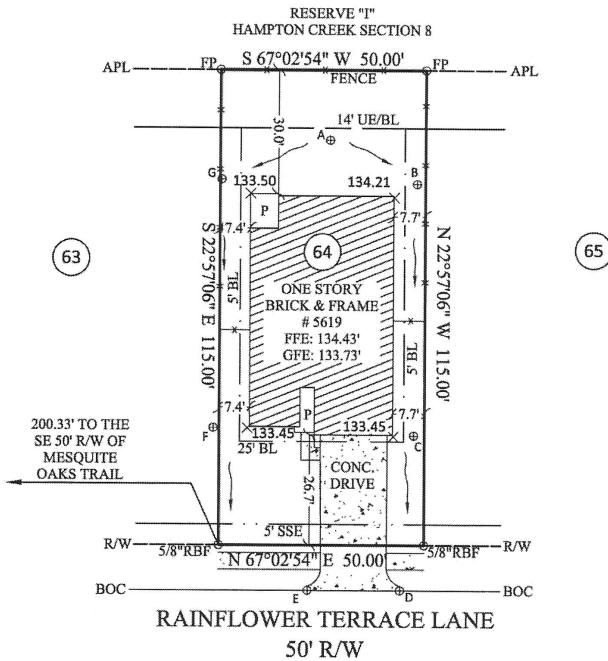 RESERVE "I"
HAMPTON CREEK SECTION 8
S 67°02'54" W 50.00'
FP
FP
APL
APL
FENCE
30.0'
14' UE/BL
A
B
G
133.50
134.21
P
7.4'
7.7'
63
64
65
S 22°57'06" E 115.00'
N 22°57'06" W 115.00'
5' BL
5' BL
ONE STORY
BRICK & FRAME
# 5619
FFE: 134.43'
GFE: 133.73'
7.4'
7.7'
P
F
133.45
133.45
C
25' BL
200.33' TO THE
SE 50' R/W OF
MESQUITE
OAKS TRAIL
26.7'
CONC.
DRIVE
5' SSE
R/W
R/W
5/8"RBF
N 67°02'54" E 50.00'
5/8"RBF
BOC
BOC
E
D
RAINFLOWER TERRACE LANE
50' R/W